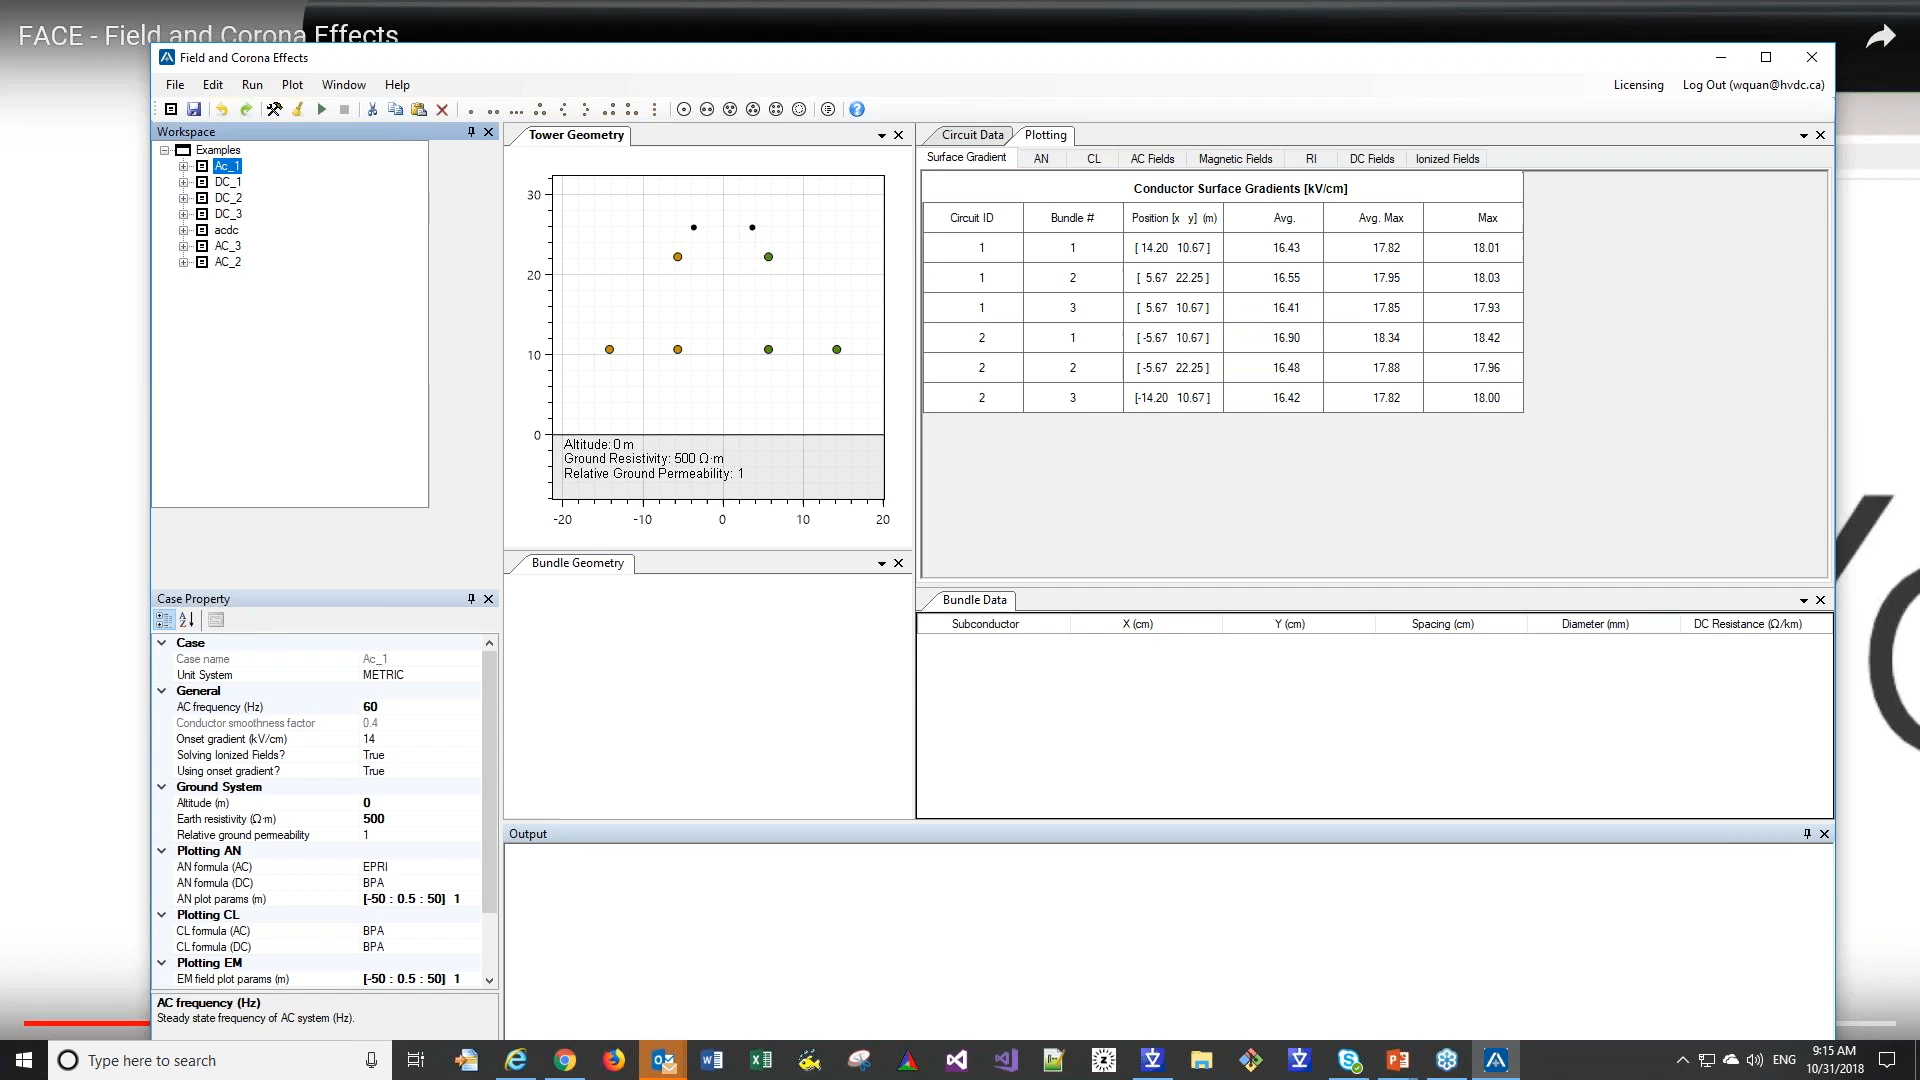 FACE - Field and Corona Effects
Field and Corona Effects
File Edit Run Plot Window Help
Licensing Log Out (wquan@hvdc.ca)
Workspace
Examples
Ac_1
DC_1
DC_2
DC_3
acdc
AC_3
AC_2
Tower Geometry
30
20
10
0
Altitude: 0 m
Ground Resistivity: 500 Ω·m
Relative Ground Permeability: 1
-20 -10 0 10 20
Circuit Data Plotting
Surface Gradient AN CL AC Fields Magnetic Fields RI DC Fields Ionized Fields
Conductor Surface Gradients [kV/cm]
Circuit ID Bundle # Position [x y] (m) Avg. Avg. Max Max
1 1 [ 14.20 10.67 ] 16.43 17.82 18.01
1 2 [ 5.67 22.25 ] 16.55 17.95 18.03
1 3 [ 5.67 10.67 ] 16.41 17.85 17.93
2 1 [ -5.67 10.67 ] 16.90 18.34 18.42
2 2 [ -5.67 22.25 ] 16.48 17.88 17.96
2 3 [-14.20 10.67 ] 16.42 17.82 18.00
Bundle Geometry
Bundle Data
Subconductor X (cm) Y (cm) Spacing (cm) Diameter (mm) DC Resistance (Ω/km)
Case Property
Case
Case name Ac_1
Unit System METRIC
General
AC frequency (Hz) 60
Conductor smoothness factor 0.4
Onset gradient (kV/cm) 14
Solving Ionized Fields? True
Using onset gradient? True
Ground System
Altitude (m) 0
Earth resistivity (Ω·m) 500
Relative ground permeability 1
Plotting AN
AN formula (AC) EPRI
AN formula (DC) BPA
AN plot params (m) [-50 : 0.5 : 50] 1
Plotting CL
CL formula (AC) BPA
CL formula (DC) BPA
Plotting EM
EM field plot params (m) [-50 : 0.5 : 50] 1
AC frequency (Hz)
Steady state frequency of AC system (Hz).
Output
Type here to search
ENG
9:15 AM
10/31/2018